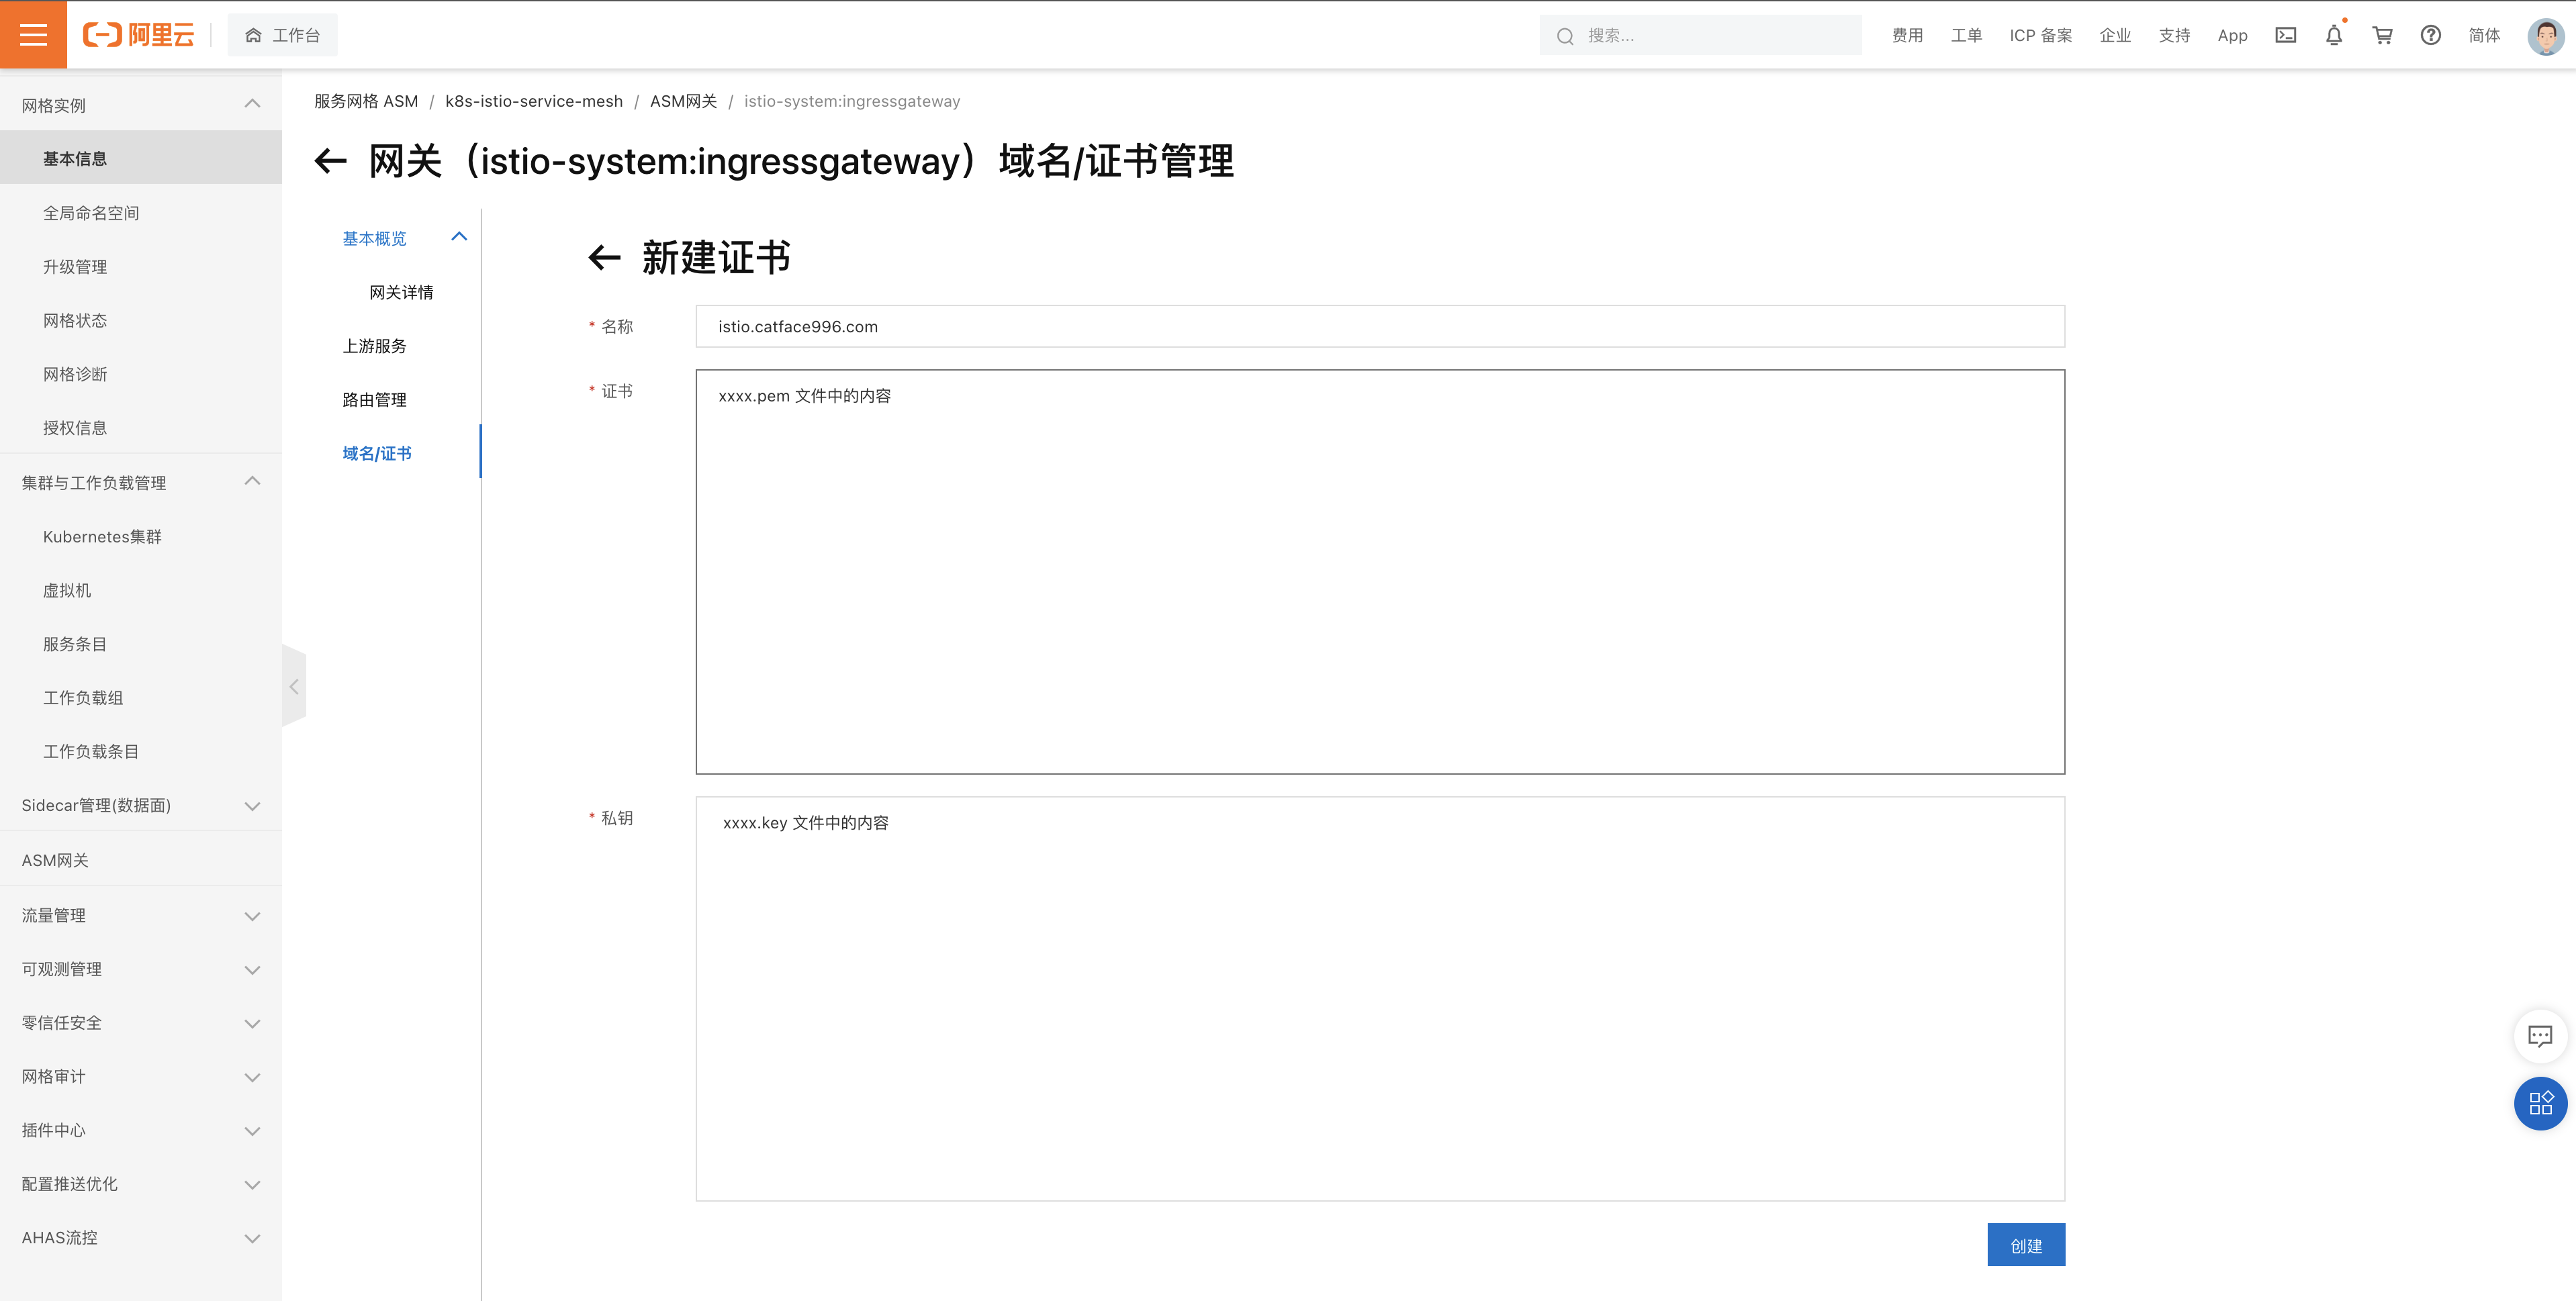 阿里云
工作台
搜索...
费用
工单
ICP 备案
企业
支持
App
简体
网格实例
基本信息
全局命名空间
升级管理
网格状态
网格诊断
授权信息
集群与工作负载管理
Kubernetes集群
虚拟机
服务条目
工作负载组
工作负载条目
Sidecar管理(数据面)
ASM网关
流量管理
可观测管理
零信任安全
网格审计
插件中心
配置推送优化
AHAS流控
服务网格 ASM / k8s-istio-service-mesh / ASM网关 / istio-system:ingressgateway
网关（istio-system:ingressgateway）域名/证书管理
基本概览
网关详情
上游服务
路由管理
域名/证书
新建证书
* 名称
istio.catface996.com
* 证书
xxxx.pem 文件中的内容
* 私钥
xxxx.key 文件中的内容
创建